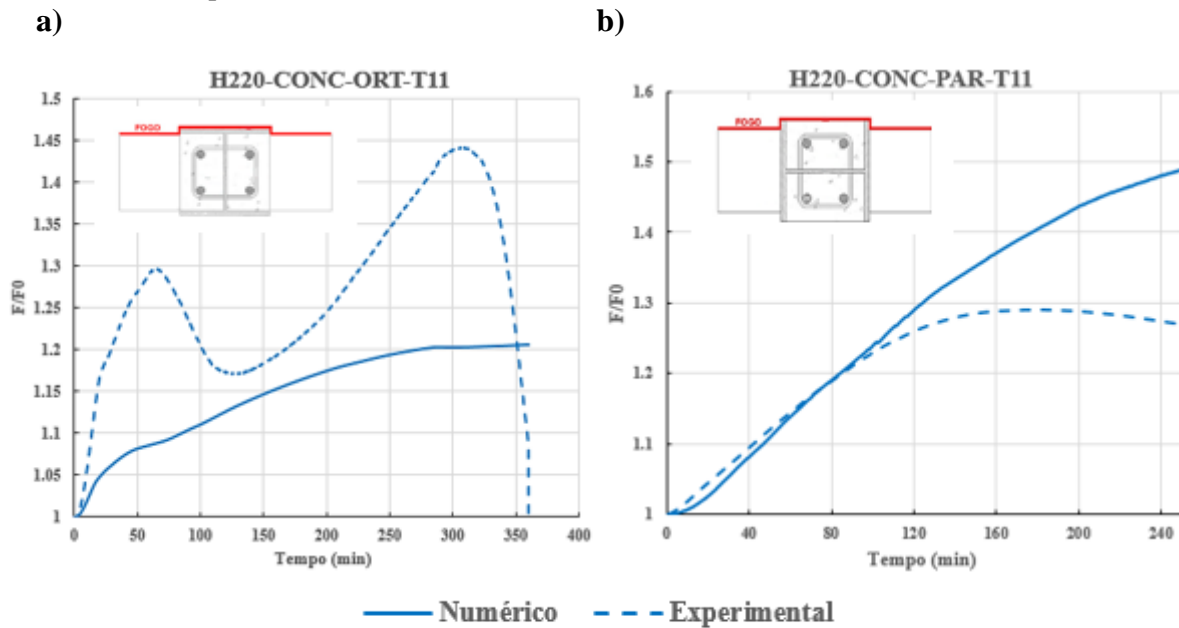 a)
b)
H220-CONC-ORT-T11
1.5
1.45
1.4
1.35
1.3
1.25
1.2
1.15
1.1
1.05
1
F/F0
FOGO
0 50 100 150 200 250 300 350 400
Tempo (min)
H220-CONC-PAR-T11
1.6
1.5
1.4
1.3
1.2
1.1
1
F/F0
FOGO
0 40 80 120 160 200 240
Tempo (min)
Numérico Experimental